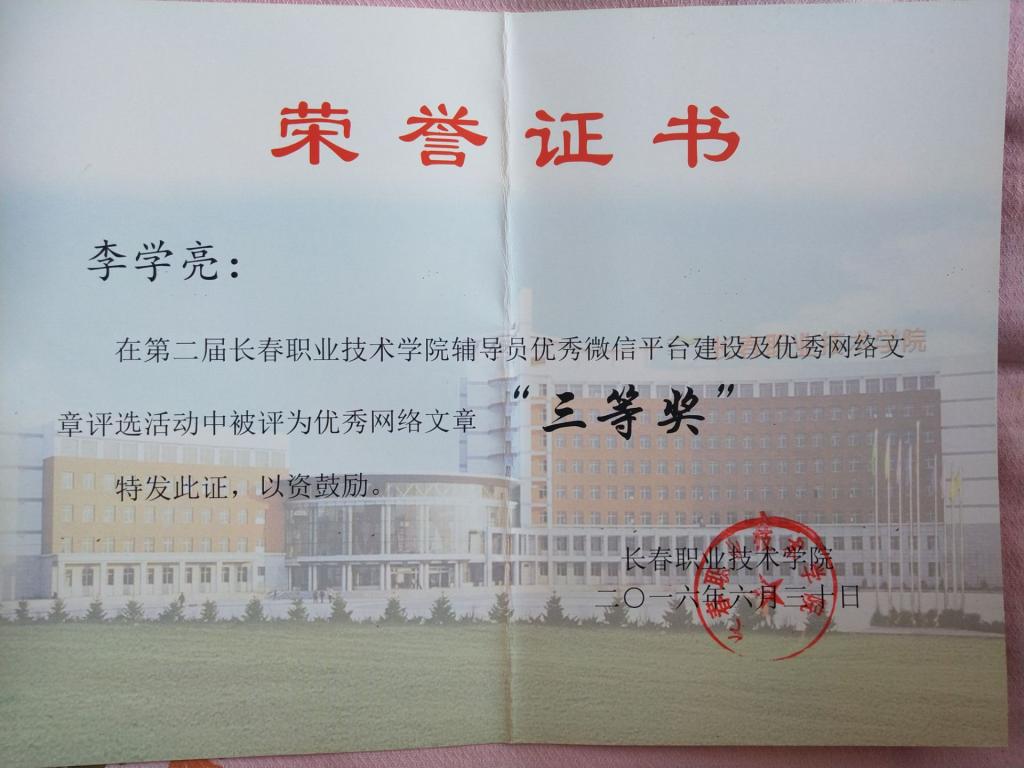 荣誉证书
李学亮：
在第二届长春职业技术学院辅导员优秀微信平台建设及优秀网络文
章评选活动中被评为优秀网络文章“三等奖”
特发此证，以资鼓励。
长春职业技术学院
二〇一六年六月三十日